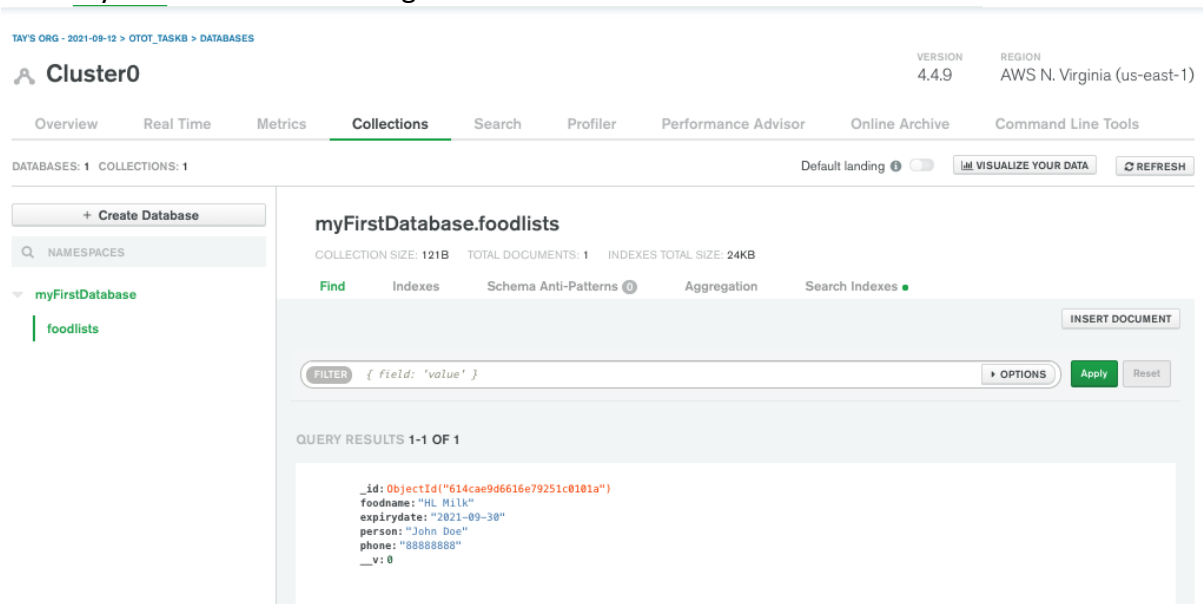 TAY'S ORG - 2021-09-12 > OTOT_TASKB > DATABASES
Cluster0
VERSION
4.4.9
REGION
AWS N. Virginia (us-east-1)
Overview Real Time Metrics Collections Search Profiler Performance Advisor Online Archive Command Line Tools
DATABASES: 1 COLLECTIONS: 1
Default landing
VISUALIZE YOUR DATA
REFRESH
+ Create Database
NAMESPACES
myFirstDatabase
foodlists
myFirstDatabase.foodlists
COLLECTION SIZE: 121B TOTAL DOCUMENTS: 1 INDEXES TOTAL SIZE: 24KB
Find Indexes Schema Anti-Patterns 0 Aggregation Search Indexes
INSERT DOCUMENT
FILTER { field: 'value' }
OPTIONS
Apply
Reset
QUERY RESULTS 1-1 OF 1
_id: ObjectId("614cae9d6616e79251c0101a")
foodname: "HL Milk"
expirydate: "2021-09-30"
person: "John Doe"
phone: "88888888"
__v: 0